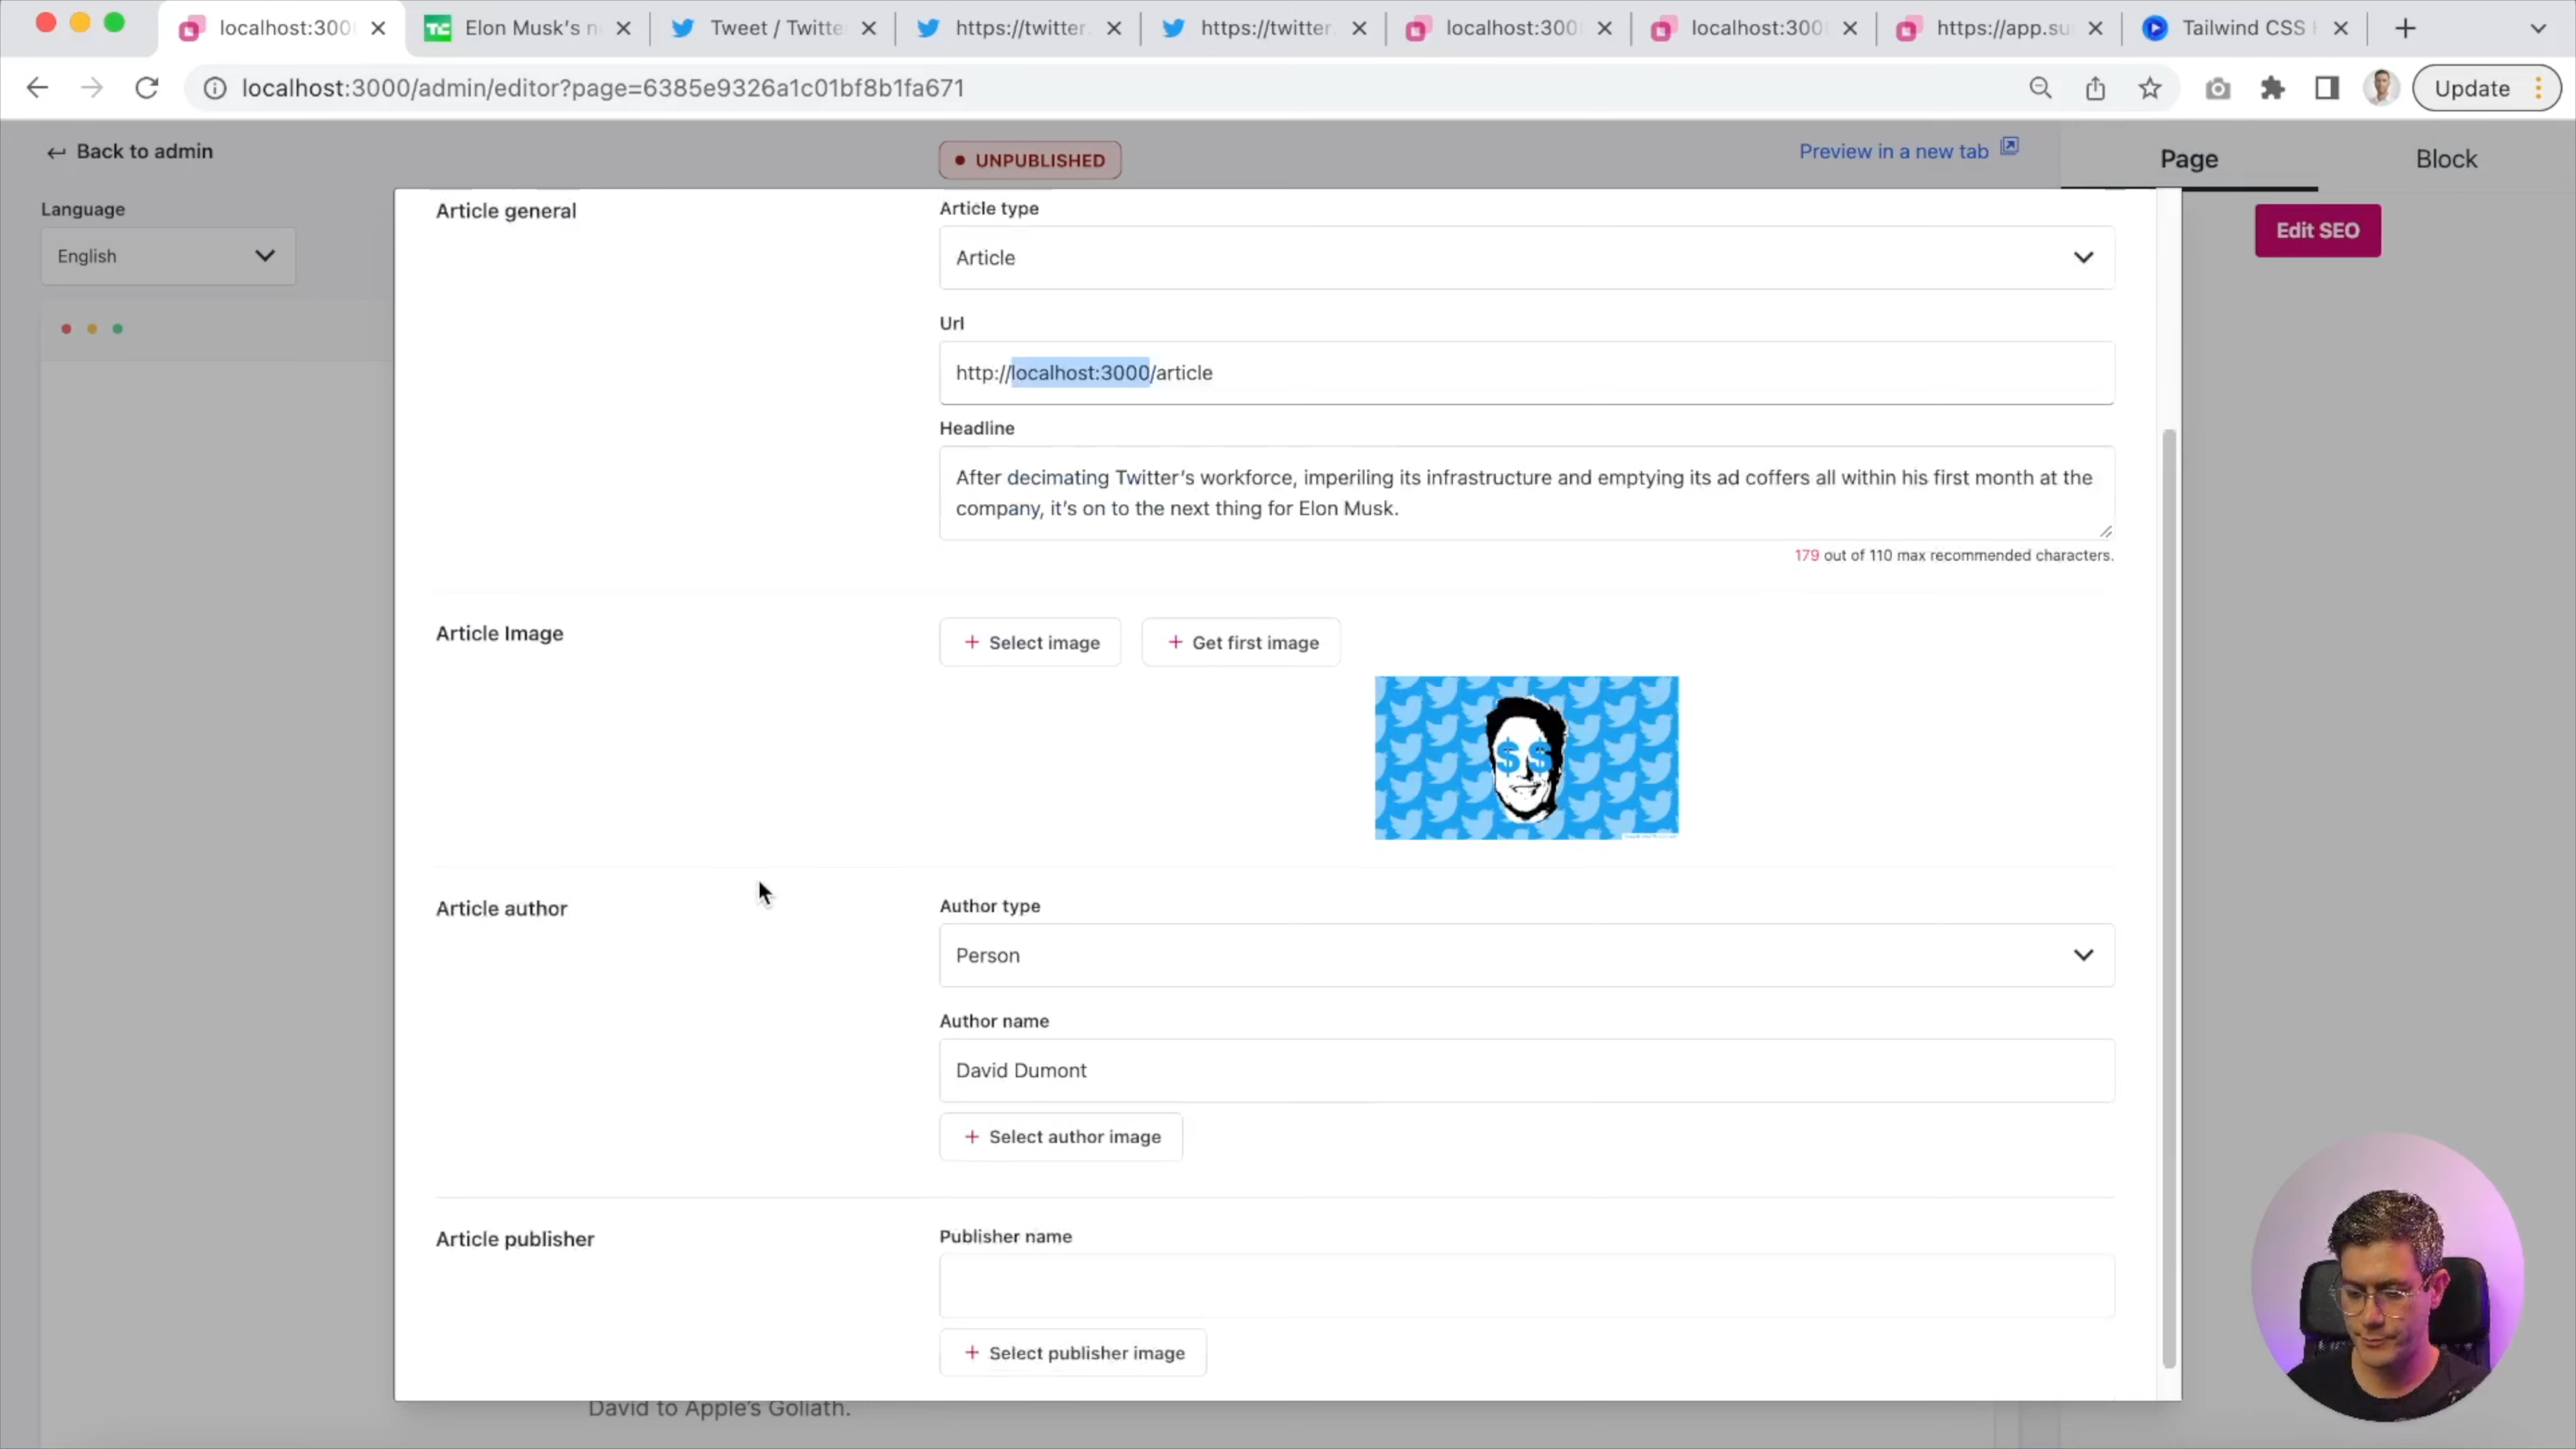 localhost:300
Elon Musk's n
Tweet / Twitte
https://twitter.
https://twitter.
localhost:300
localhost:300
https://app.su
Tailwind CSS
localhost:3000/admin/editor?page=6385e9326a1c01bf8b1fa671
Update
Back to admin
UNPUBLISHED
Preview in a new tab
Page
Block
Language
English
Edit SEO
Article general
Article type
Article
Url
http://localhost:3000/article
Headline
After decimating Twitter's workforce, imperiling its infrastructure and emptying its ad coffers all within his first month at the
company, it's on to the next thing for Elon Musk.
179 out of 110 max recommended characters.
Article Image
+ Select image
+ Get first image
$ $
Article author
Author type
Person
Author name
David Dumont
+ Select author image
Article publisher
Publisher name
+ Select publisher image
David to Apple's Goliath.